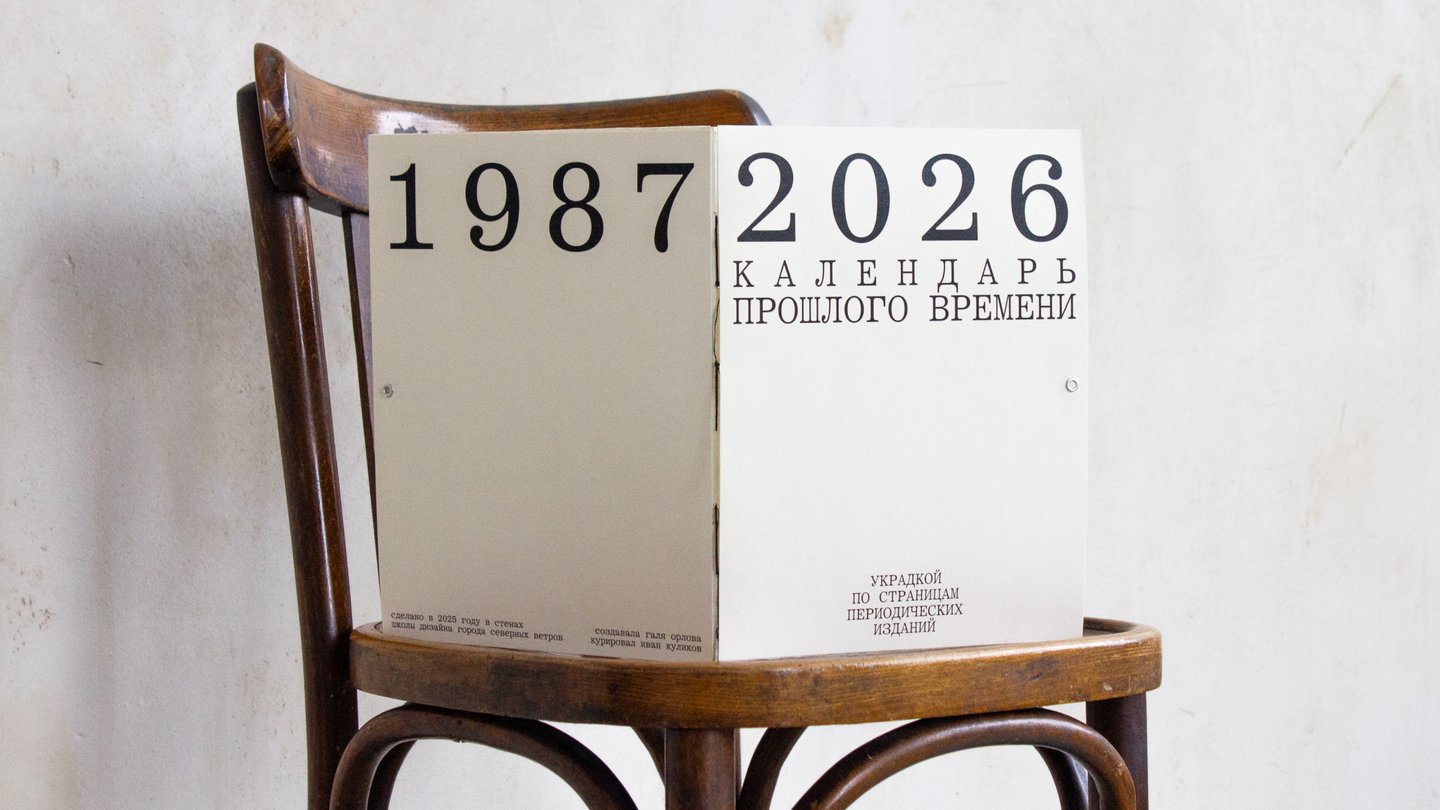 1987
сделано в 2025 году в стенах
школы дизайна города северных ветров
создавала галя орлова
курировал иван куликов
2026
КАЛЕНДАРЬ
ПРОШЛОГО ВРЕМЕНИ
УКРАДКОЙ
ПО СТРАНИЦАМ
ПЕРИОДИЧЕСКИХ
ИЗДАНИЙ